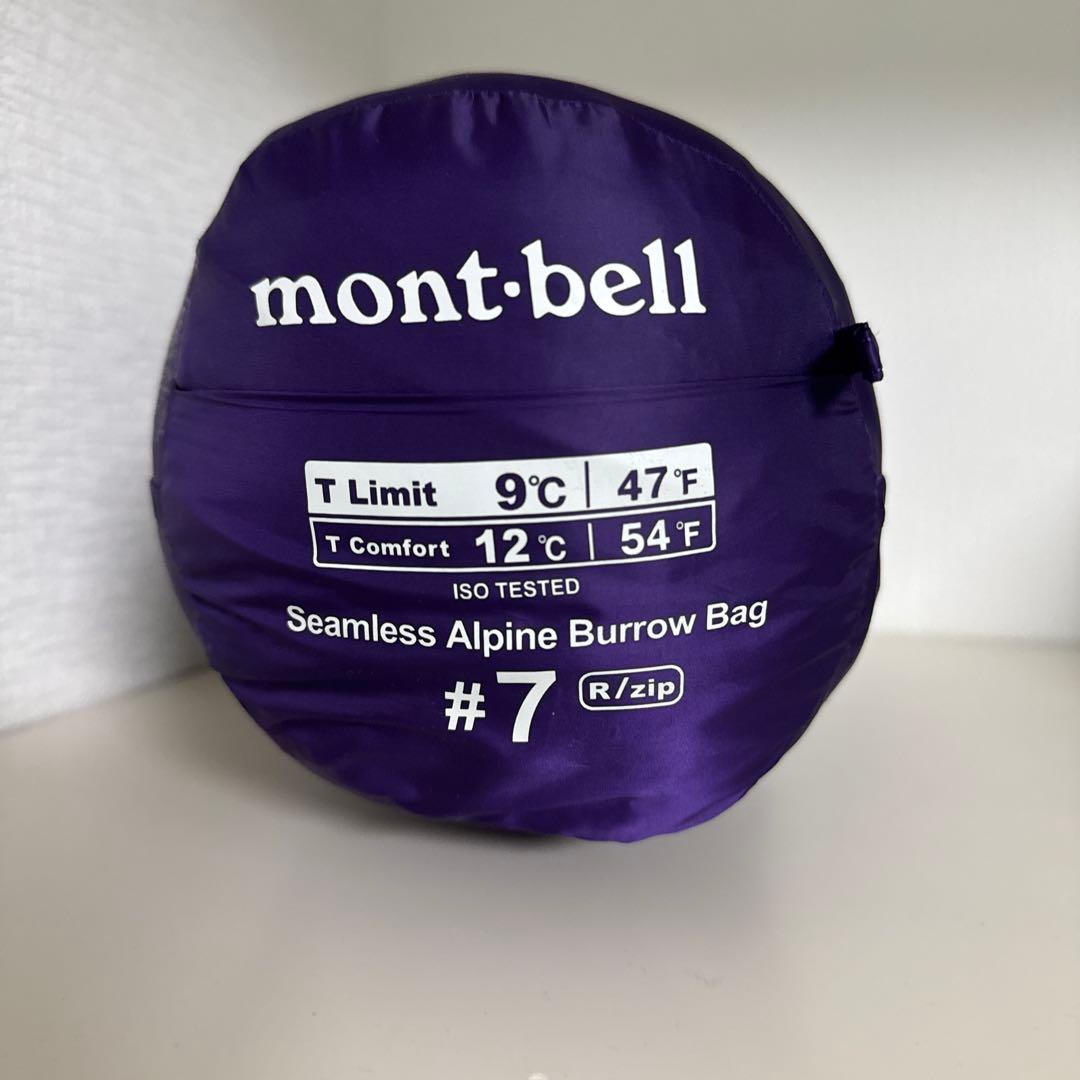 mont·bell
T Limit 9℃ | 47°F
T Comfort 12℃ | 54°F
ISO TESTED
Seamless Alpine Burrow Bag
#7 R/zip